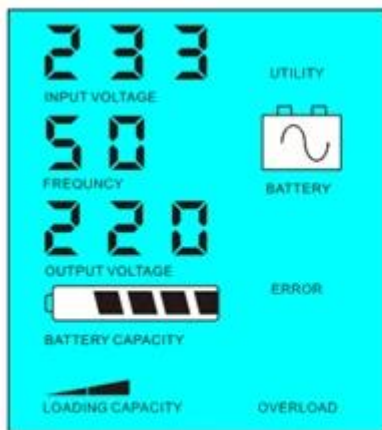 233
UTILITY
INPUT VOLTAGE
50
FREQUNCY
BATTERY
220
OUTPUT VOLTAGE
ERROR
BATTERY CAPACITY
LOADING CAPACITY
OVERLOAD